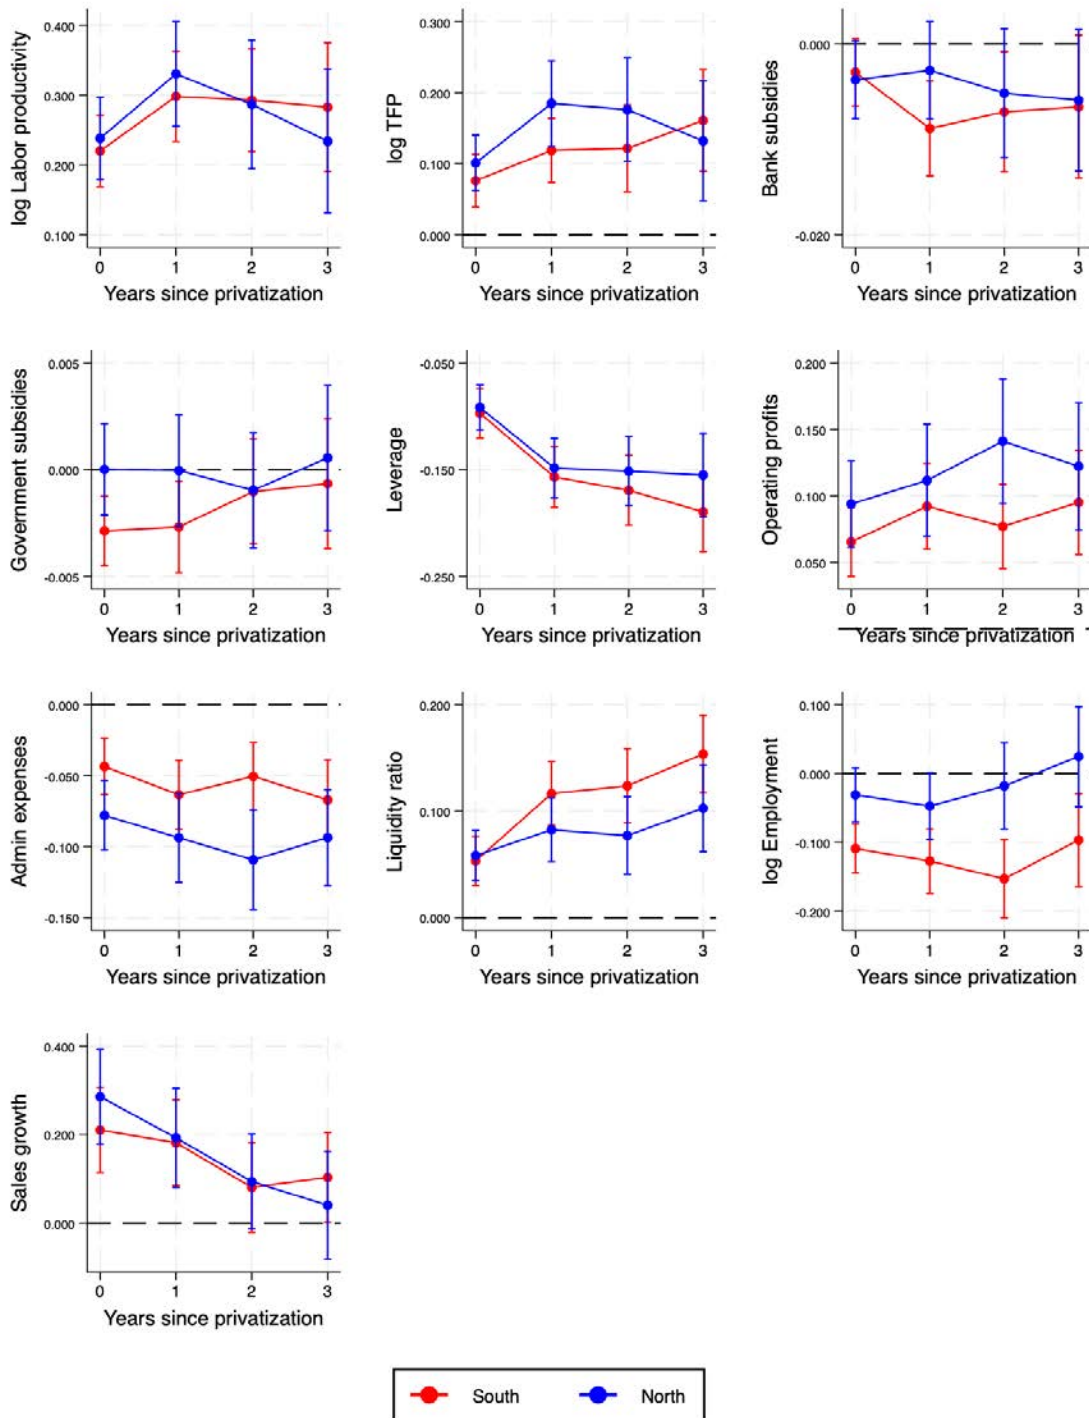 log Labor productivity
0.400
0.300
0.200
0.100
0 1 2 3
Years since privatization
log TFP
0.300
0.200
0.100
0.000
0 1 2 3
Years since privatization
Bank subsidies
0.000
-0.020
0 1 2 3
Years since privatization
Government subsidies
0.005
0.000
-0.005
0 1 2 3
Years since privatization
Leverage
-0.050
-0.150
-0.250
0 1 2 3
Years since privatization
Operating profits
0.200
0.150
0.100
0.050
0 1 2 3
Years since privatization
Admin expenses
0.000
-0.050
-0.100
-0.150
0 1 2 3
Years since privatization
Liquidity ratio
0.200
0.100
0.000
0 1 2 3
Years since privatization
log Employment
0.100
0.000
-0.100
-0.200
0 1 2 3
Years since privatization
Sales growth
0.400
0.200
0.000
0 1 2 3
Years since privatization
South North